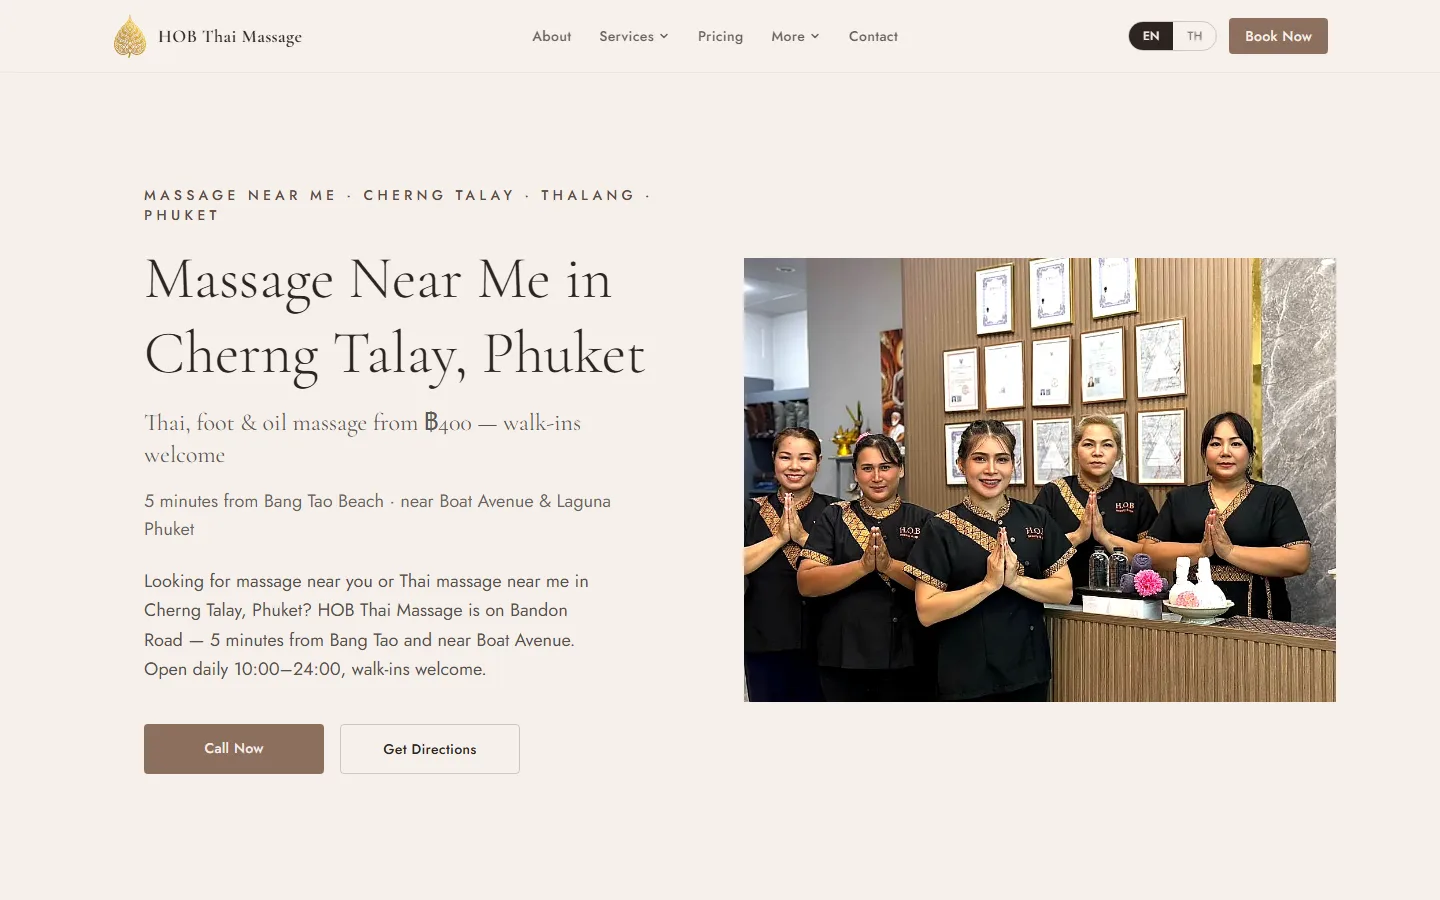 HOB Thai Massage
About
Services
Pricing
More
Contact
EN
TH
Book Now
MASSAGE NEAR ME · CHERNG TALAY · THALANG ·
PHUKET
Massage Near Me in
Cherng Talay, Phuket
Thai, foot & oil massage from ฿400 — walk-ins
welcome
5 minutes from Bang Tao Beach · near Boat Avenue & Laguna
Phuket
Looking for massage near you or Thai massage near me in
Cherng Talay, Phuket? HOB Thai Massage is on Bandon
Road — 5 minutes from Bang Tao and near Boat Avenue.
Open daily 10:00–24:00, walk-ins welcome.
Call Now
Get Directions
H.O.B
H.O.B
H.O.B